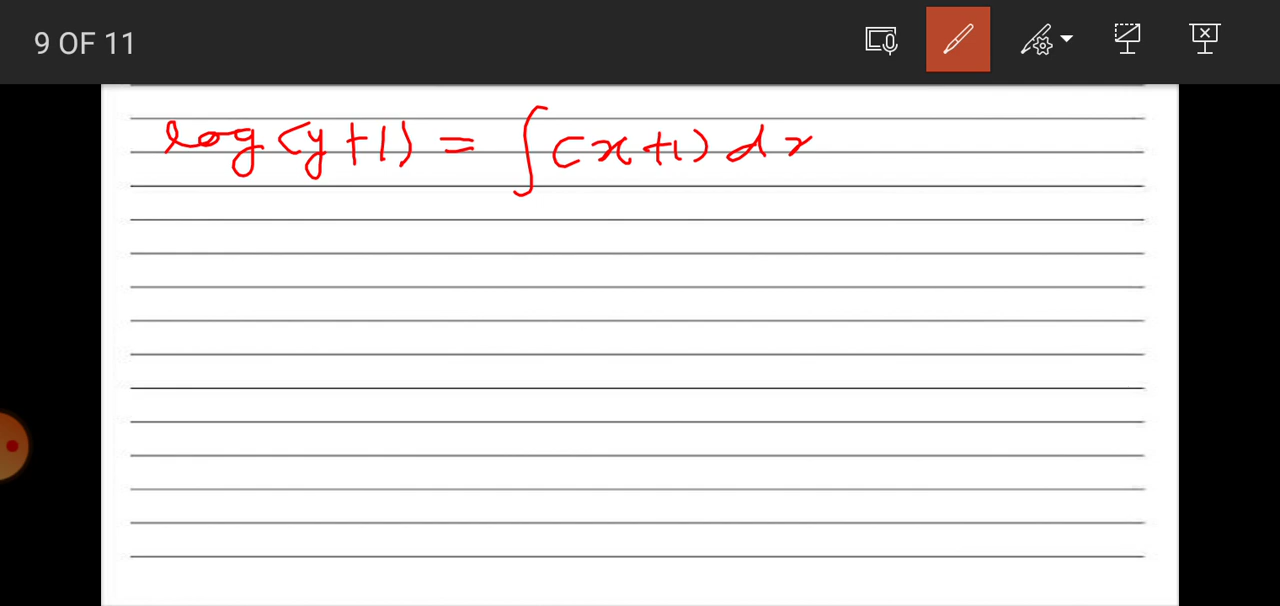 9 OF 11
log (y+1) = ∫(x+1) dx